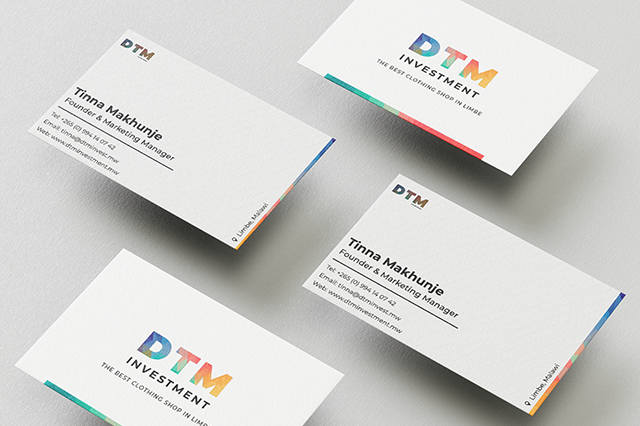 DTM
Tinna Makhunje
Founder & Marketing Manager
Tel: +265 (0) 994 14 07 42
Email: tinna@dtminvest.mw
Web: www.dtminvestment.mw
Limbe, Malawi
DTM
INVESTMENT
THE BEST CLOTHING SHOP IN LIMBE
DTM
Tinna Makhunje
Founder & Marketing Manager
Tel: +265 (0) 994 14 07 42
Email: tinna@dtminvest.mw
Web: www.dtminvestment.mw
Limbe, Malawi
DTM
INVESTMENT
THE BEST CLOTHING SHOP IN LIMBE